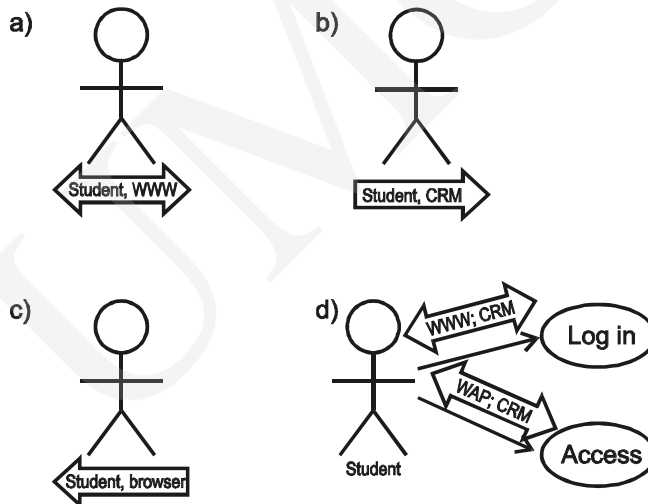 a)
b)
Student, WWW
Student, CRM
c)
d)
WWW; CRM
Log in
WAP; CRM
Student, browser
Student
Access